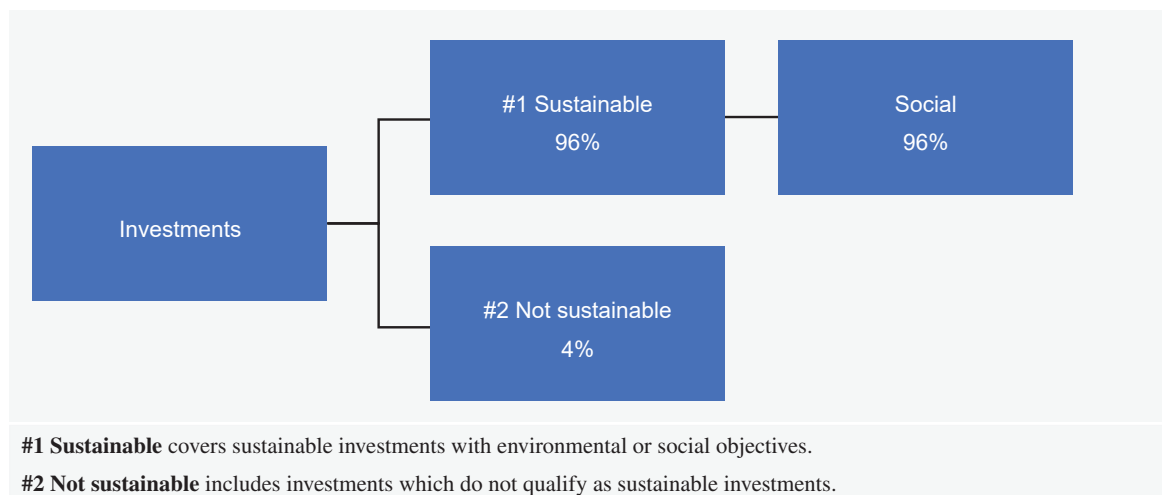 #1 Sustainable
96%
Social
96%
Investments
#2 Not sustainable
4%
#1 Sustainable covers sustainable investments with environmental or social objectives.
#2 Not sustainable includes investments which do not qualify as sustainable investments.